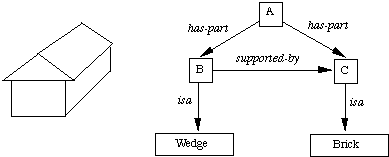 A
has-part has-part
supported-by
B C
isa isa
Wedge Brick